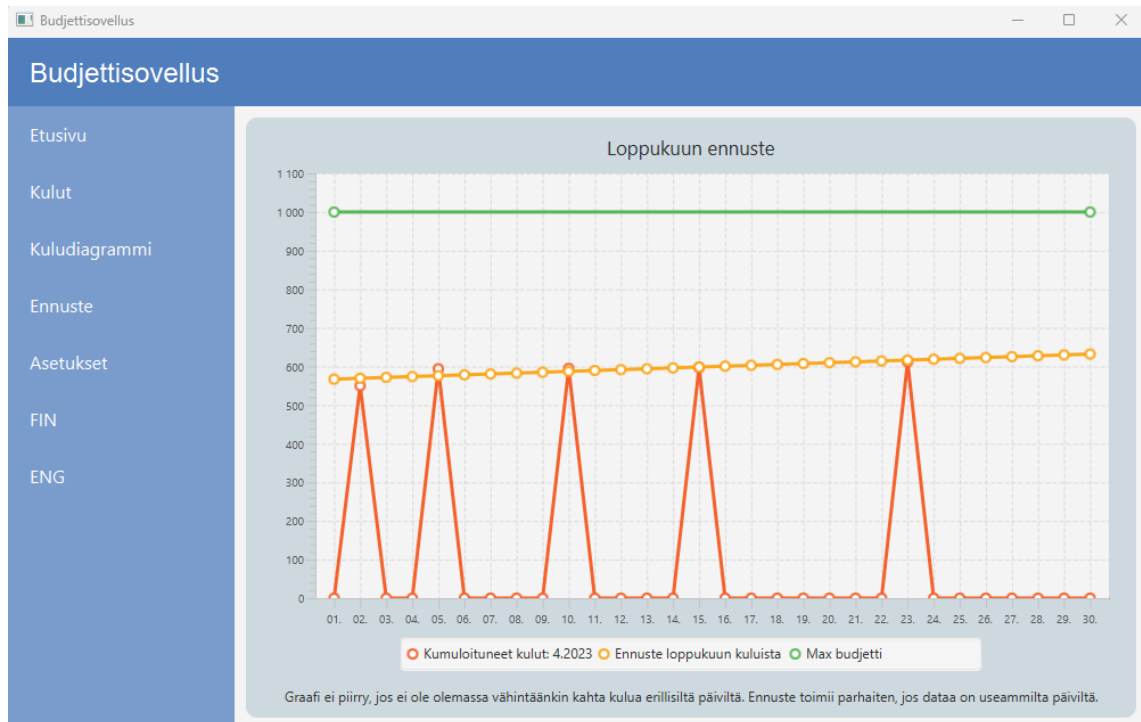 Budjettisovellus
Budjettisovellus
Etusivu
Kulut
Kuludiagrammi
Ennuste
Asetukset
FIN
ENG
Loppukuun ennuste
1 100
1 000
900
800
700
600
500
400
300
200
100
0
01. 02. 03. 04. 05. 06. 07. 08. 09. 10. 11. 12. 13. 14. 15. 16. 17. 18. 19. 20. 21. 22. 23. 24. 25. 26. 27. 28. 29. 30.
Kumuloituneet kulut: 4.2023 Ennuste loppukuun kuluista Max budjetti
Graafi ei piirry, jos ei ole olemassa vähintäänkin kahta kulua erillisiltä päiviltä. Ennuste toimii parhaiten, jos dataa on useammilta päiviltä.